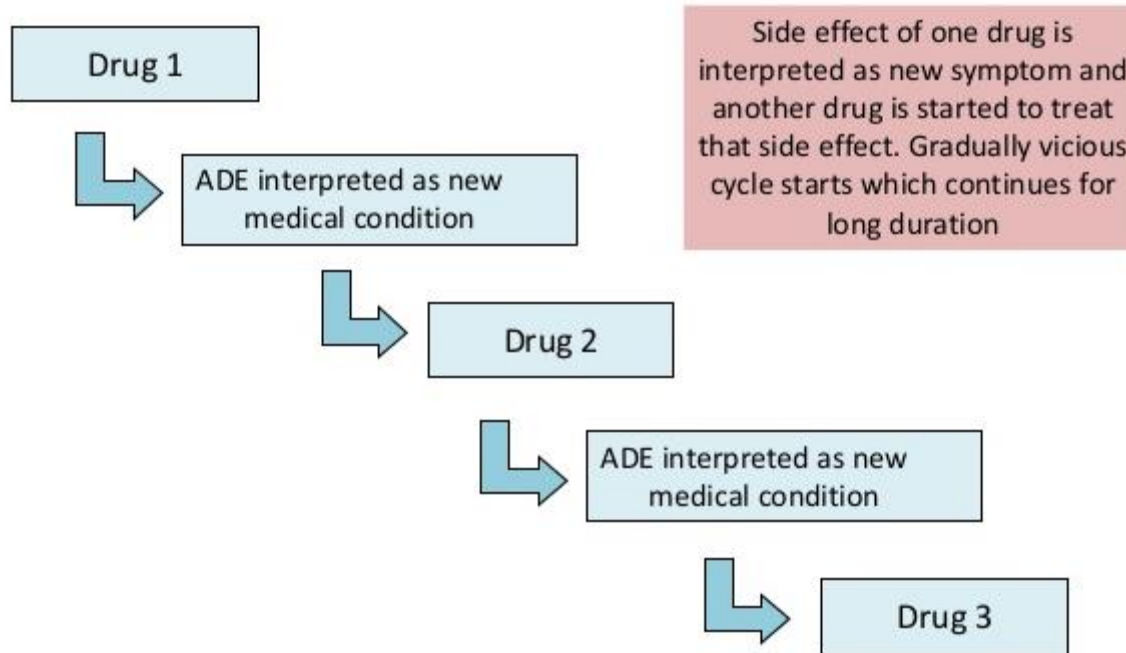 Drug 1
Side effect of one drug is
interpreted as new symptom and
another drug is started to treat
that side effect. Gradually vicious
cycle starts which continues for
long duration
ADE interpreted as new
medical condition
Drug 2
ADE interpreted as new
medical condition
Drug 3